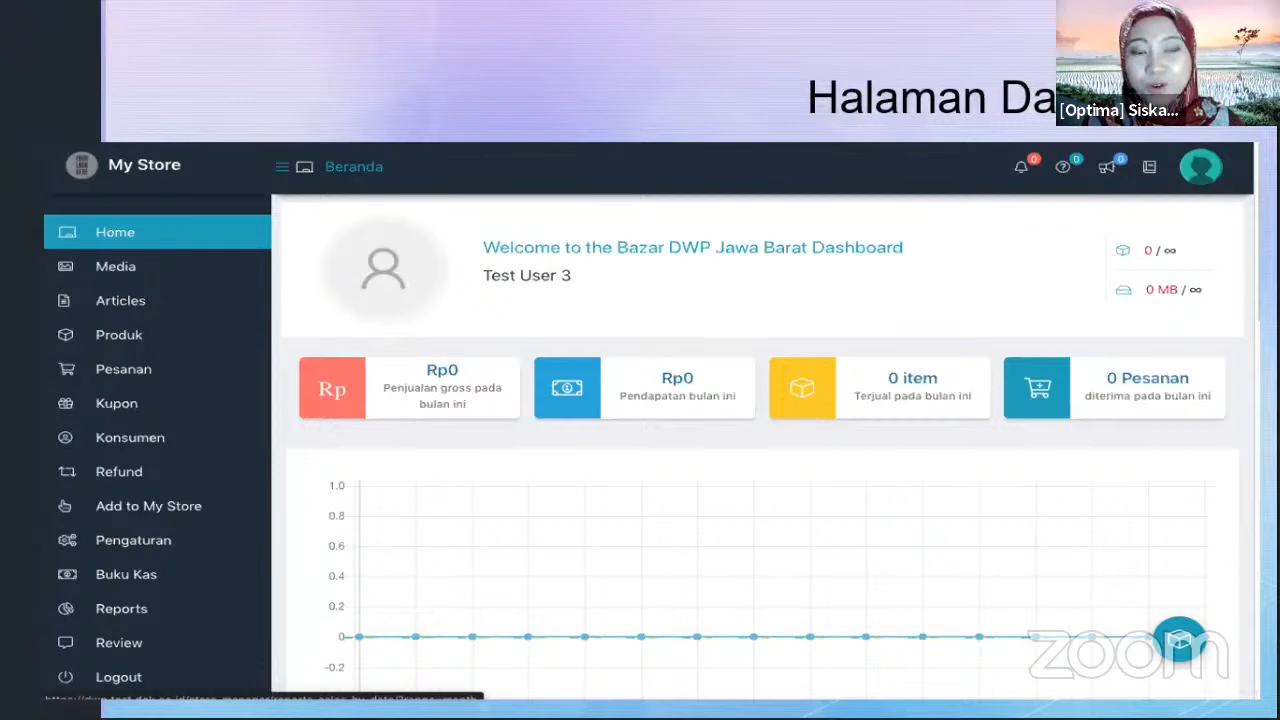 Halaman Da
[Optima] Siska...
My Store
Beranda
0
0
0
Home
Media
Articles
Produk
Pesanan
Kupon
Konsumen
Refund
Add to My Store
Pengaturan
Buku Kas
Reports
Review
Logout
Welcome to the Bazar DWP Jawa Barat Dashboard
Test User 3
0 / ∞
0 MB / ∞
Rp
Rp0
Penjualan gross pada
bulan ini
Rp0
Pendapatan bulan ini
0 item
Terjual pada bulan ini
0 Pesanan
diterima pada bulan ini
1.0
0.8
0.6
0.4
0.2
0
-0.2
zoom